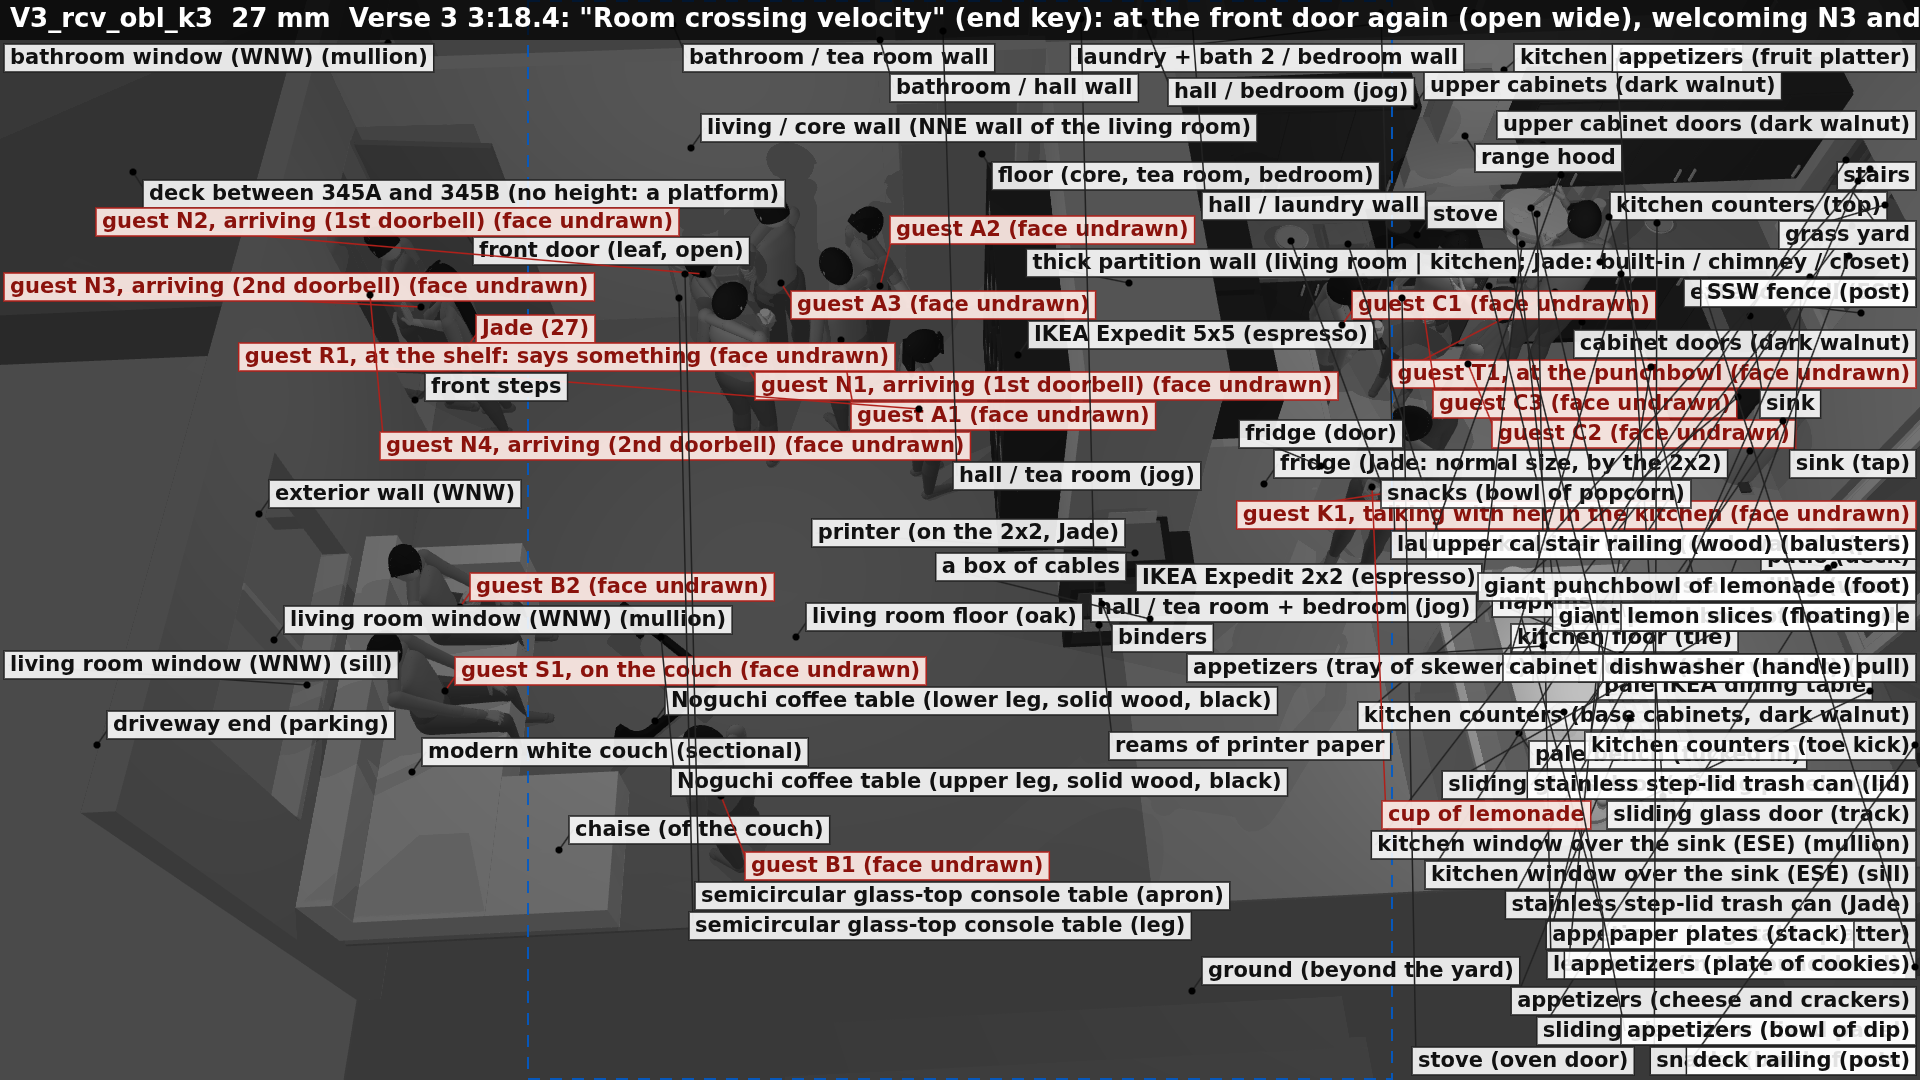 V3_rcv_obl_k3 27 mm Verse 3 3:18.4: "Room crossing velocity" (end key): at the front door again (open wide), welcoming N3 and
bathroom window (WNW) (mullion)
bathroom / tea room wall
laundry + bath 2 / bedroom wall
kitchen
appetizers (fruit platter)
bathroom / hall wall
hall / bedroom (jog)
upper cabinets (dark walnut)
living / core wall (NNE wall of the living room)
upper cabinet doors (dark walnut)
range hood
floor (core, tea room, bedroom)
stairs
deck between 345A and 345B (no height: a platform)
hall / laundry wall
stove
kitchen counters (top)
guest N2, arriving (1st doorbell) (face undrawn)
guest A2 (face undrawn)
grass yard
front door (leaf, open)
thick partition wall (living room | kitchen; Jade: built-in / chimney / closet)
guest N3, arriving (2nd doorbell) (face undrawn)
SSW fence (post)
guest A3 (face undrawn)
guest C1 (face undrawn)
Jade (27)
IKEA Expedit 5x5 (espresso)
cabinet doors (dark walnut)
guest R1, at the shelf: says something (face undrawn)
guest T1, at the punchbowl (face undrawn)
front steps
guest N1, arriving (1st doorbell) (face undrawn)
guest C3 (face undrawn)
sink
guest A1 (face undrawn)
fridge (door)
guest C2 (face undrawn)
guest N4, arriving (2nd doorbell) (face undrawn)
fridge (Jade: normal size, by the 2x2)
sink (tap)
hall / tea room (jog)
exterior wall (WNW)
snacks (bowl of popcorn)
guest K1, talking with her in the kitchen (face undrawn)
printer (on the 2x2, Jade)
upper ca
stair railing (wood) (balusters)
a box of cables
IKEA Expedit 2x2 (espresso)
giant punchbowl of lemonade (foot)
guest B2 (face undrawn)
hall / tea room + bedroom (jog)
napkins
living room window (WNW) (mullion)
living room floor (oak)
giant
lemon slices (floating)
binders
kitchen floor (tile)
living room window (WNW) (sill)
guest S1, on the couch (face undrawn)
appetizers (tray of skewer
cabinet
dishwasher (handle)
pull)
pale IKEA dining table
Noguchi coffee table (lower leg, solid wood, black)
kitchen counters (base cabinets, dark walnut)
driveway end (parking)
reams of printer paper
kitchen counters (toe kick)
modern white couch (sectional)
pale
Noguchi coffee table (upper leg, solid wood, black)
sliding
stainless step-lid trash can (lid)
cup of lemonade
sliding glass door (track)
chaise (of the couch)
kitchen window over the sink (ESE) (mullion)
guest B1 (face undrawn)
kitchen window over the sink (ESE) (sill)
semicircular glass-top console table (apron)
stainless step-lid trash can (Jade)
semicircular glass-top console table (leg)
paper plates (stack)
tter)
appetizers (plate of cookies)
ground (beyond the yard)
appetizers (cheese and crackers)
sliding
appetizers (bowl of dip)
stove (oven door)
deck railing (post)